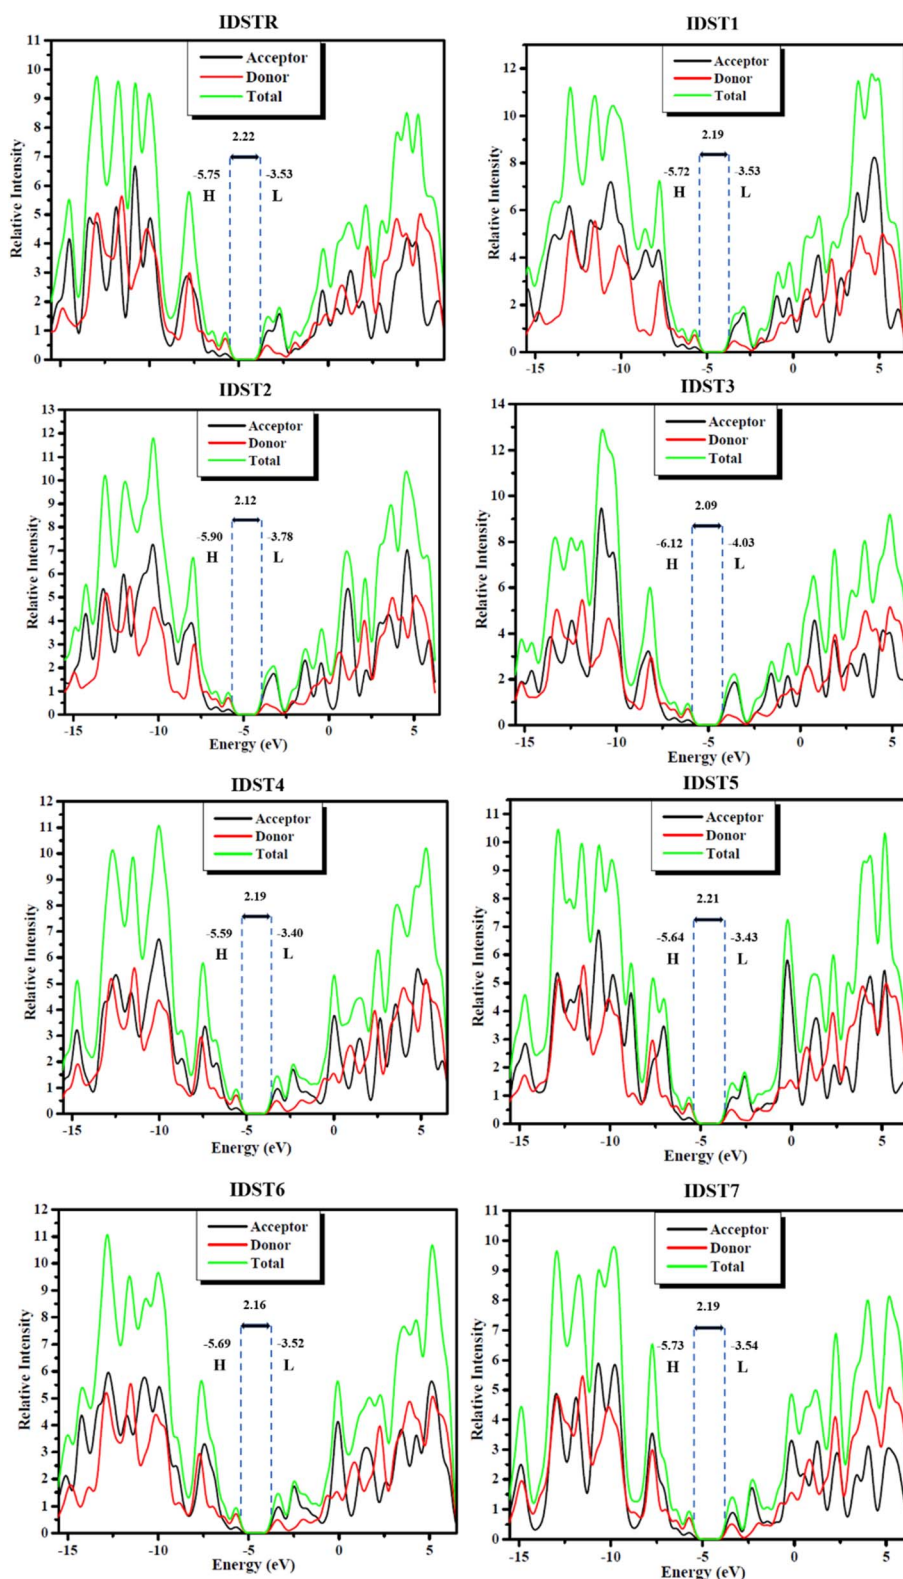 IDSTR
11
10
9
8
7
6
5
4
3
2
1
0
Relative Intensity
Acceptor
Donor
Total
2.22
-5.75
-3.53
H
L
-15
-10
-5
0
5
IDST1
12
10
8
6
4
2
0
Relative Intensity
Acceptor
Donor
Total
2.19
-5.72
-3.53
H
L
-15
-10
-5
0
5
IDST2
13
12
11
10
9
8
7
6
5
4
3
2
1
0
Relative Intensity
Acceptor
Donor
Total
2.12
-5.90
-3.78
H
L
-15
-10
-5
0
5
Energy (eV)
IDST3
14
12
10
8
6
4
2
0
Relative Intensity
Acceptor
Donor
Total
2.09
-6.12
-4.03
H
L
-15
-10
-5
0
5
Energy (eV)
IDST4
12
11
10
9
8
7
6
5
4
3
2
1
0
Relative Intensity
Acceptor
Donor
Total
2.19
-5.59
-3.40
H
L
-15
-10
-5
0
5
Energy (eV)
IDST5
11
10
9
8
7
6
5
4
3
2
1
0
Relative Intensity
Acceptor
Donor
Total
2.21
-5.64
-3.43
H
L
-15
-10
-5
0
5
Energy (eV)
IDST6
12
11
10
9
8
7
6
5
4
3
2
1
0
Relative Intensity
Acceptor
Donor
Total
2.16
-5.69
-3.52
H
L
-15
-10
-5
0
5
Energy (eV)
IDST7
11
10
9
8
7
6
5
4
3
2
1
0
Relative Intensity
Acceptor
Donor
Total
2.19
-5.73
-3.54
H
L
-15
-10
-5
0
5
Energy (eV)